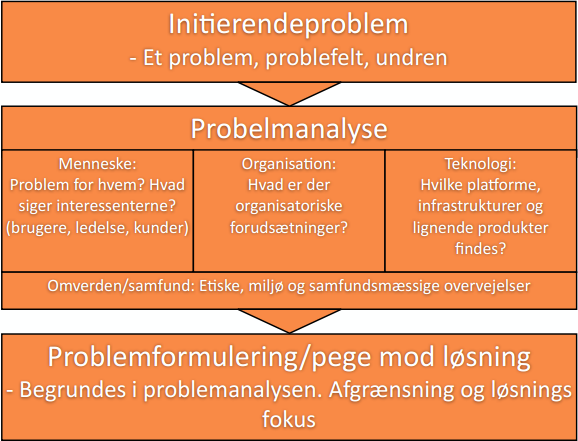 Initierendeproblem
- Et problem, problefelt, undren
Probelmanalyse
Menneske:
Problem for hvem? Hvad
siger interessenterne?
(brugere, ledelse, kunder)
Organisation:
Hvad er der
organisatoriske
forudsætninger?
Teknologi:
Hvilke platforme,
infrastrukturer og
lignende produkter
findes?
Omverden/samfund: Etiske, miljø og samfundsmæssige overvejelser
Problemformulering/pege mod løsning
- Begrundes i problemanalysen. Afgrænsning og løsnings
fokus